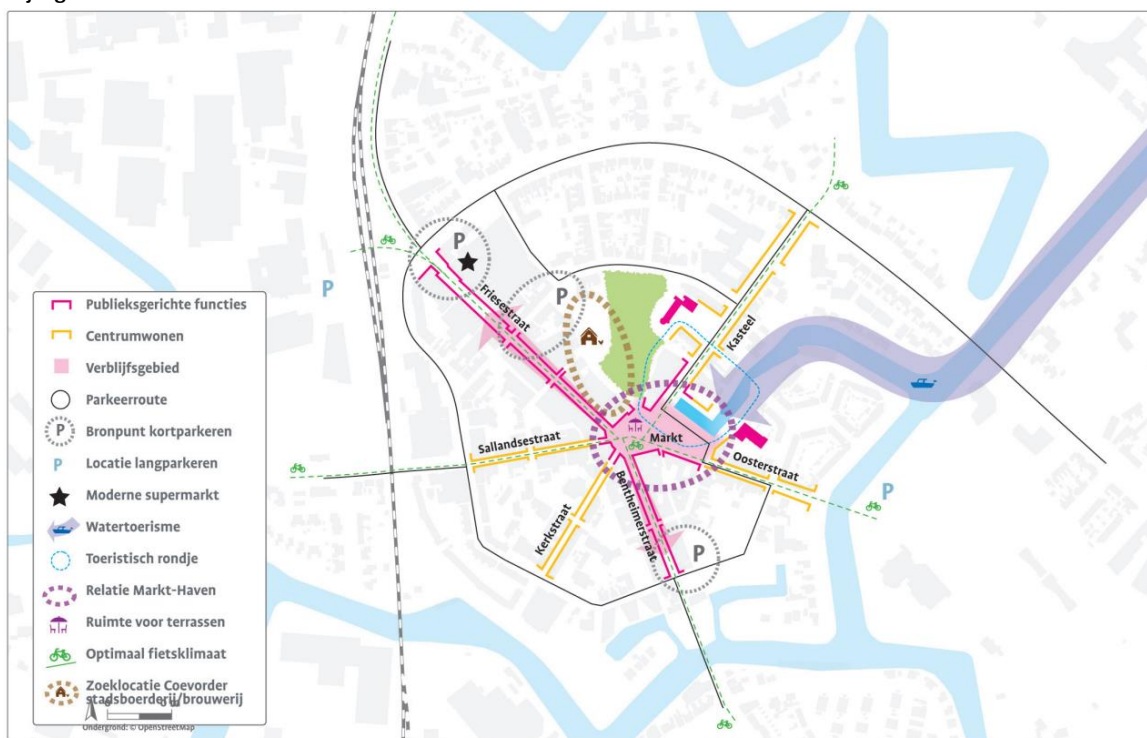 P
P
P
P
P
Friesestraat
Kasteel
Sallandsestraat
Markt
Oosterstraat
Kerkstraat
Bentheimerstraat
Publieksgerichte functies
Centrumwonen
Verblijfsgebied
Parkeerroute
P Bronpunt kortparkeren
P Locatie langparkeren
Moderne supermarkt
Watertoerisme
Toeristisch rondje
Relatie Markt-Haven
Ruimte voor terrassen
Optimaal fietsklimaat
Zoeklocatie Coevorder
stadsboerderij/brouwerij
Ondergrond: © OpenStreetMap